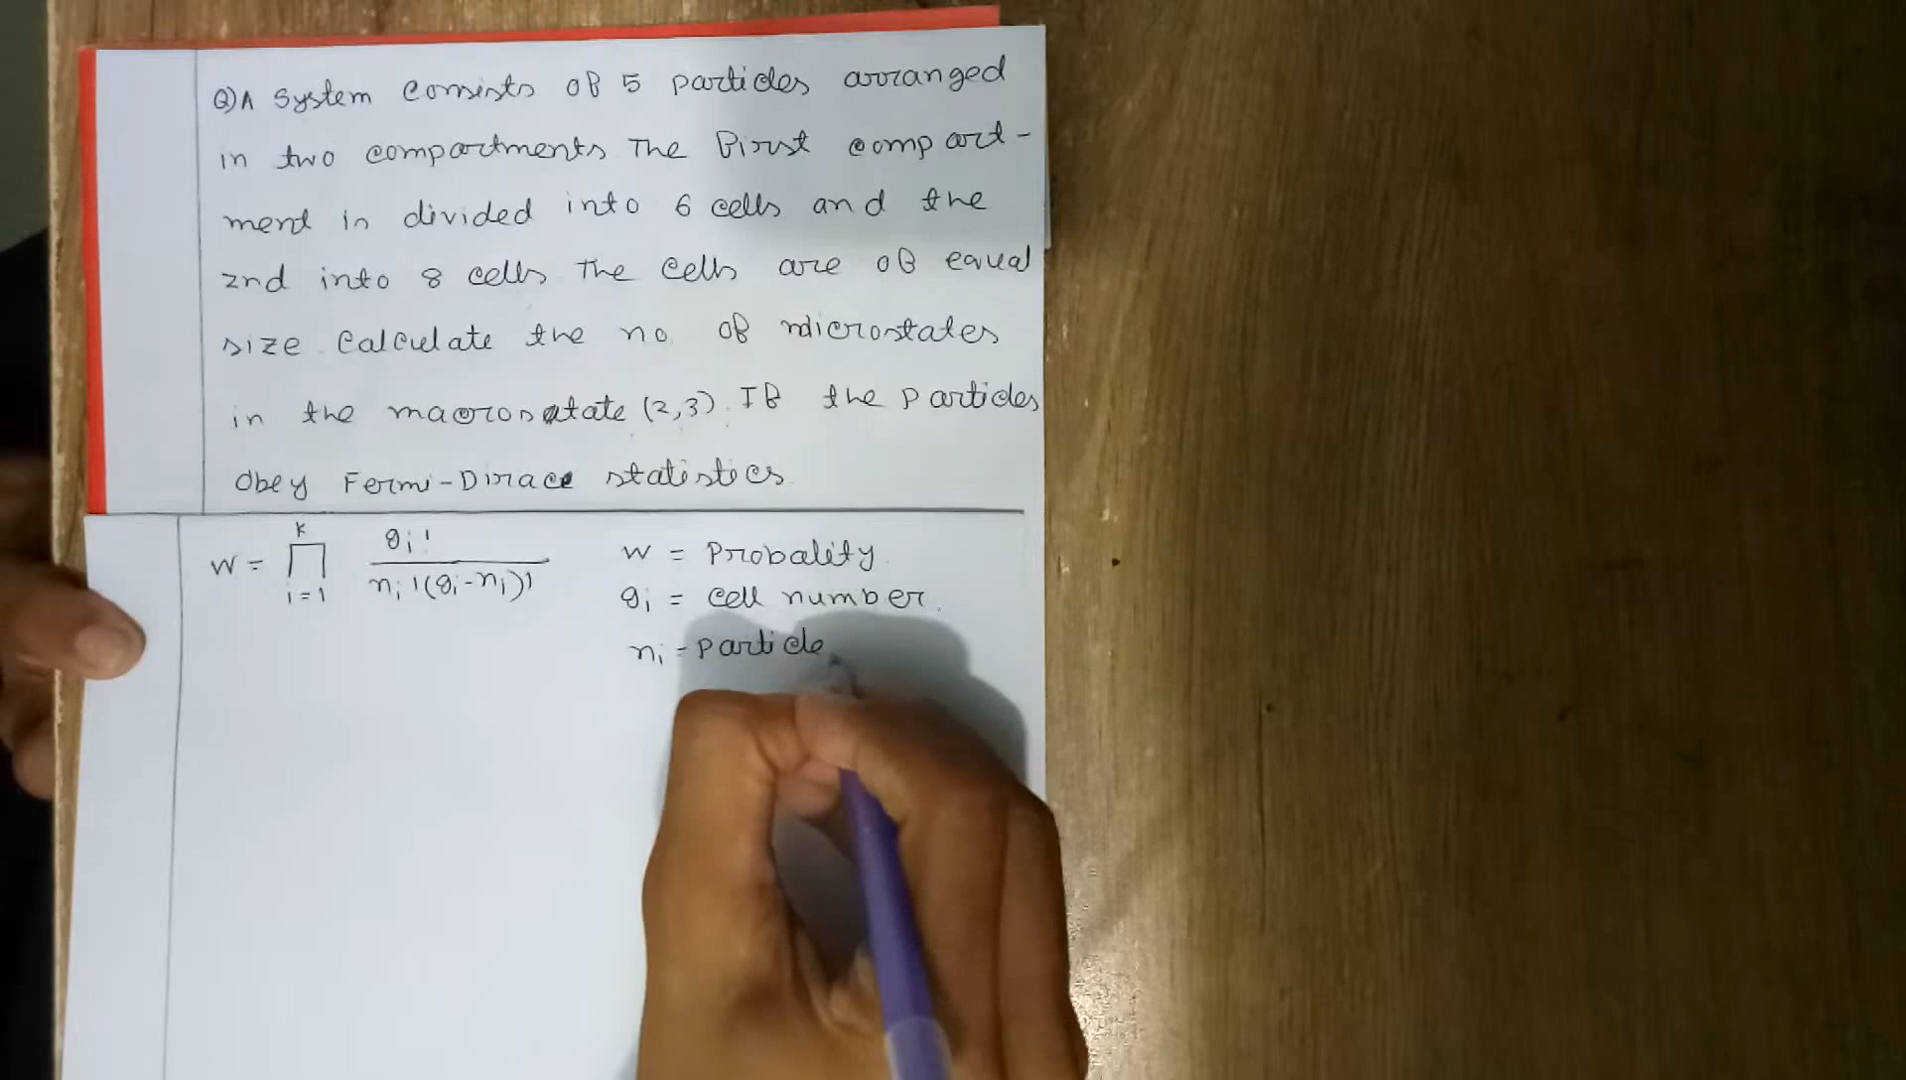 Q) A system consists of 5 particles arranged
in two compartments The First compart-
ment is divided into 6 cells and the
2nd into 8 cells The cells are of equal
size. Calculate the no. of microstates
in the macrostate (2,3). If the particles
obey Fermi-Dirac statistics.
W = k ∏ i=1 gi! / ni!(gi-ni)!
w = Probality.
gi = cell number.
ni = particle